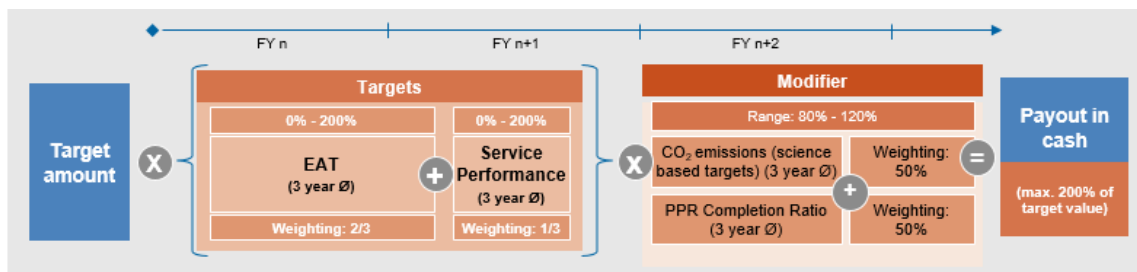 FY n
FY n+1
FY n+2
Target
amount
X
Targets
0% - 200%
EAT
(3 year Ø)
Weighting: 2/3
+
0% - 200%
Service
Performance
(3 year Ø)
Weighting: 1/3
X
Modifier
Range: 80% - 120%
CO₂ emissions (science
based targets) (3 year Ø)
Weighting:
50%
+
PPR Completion Ratio
(3 year Ø)
Weighting:
50%
=
Payout in
cash
(max. 200% of
target value)